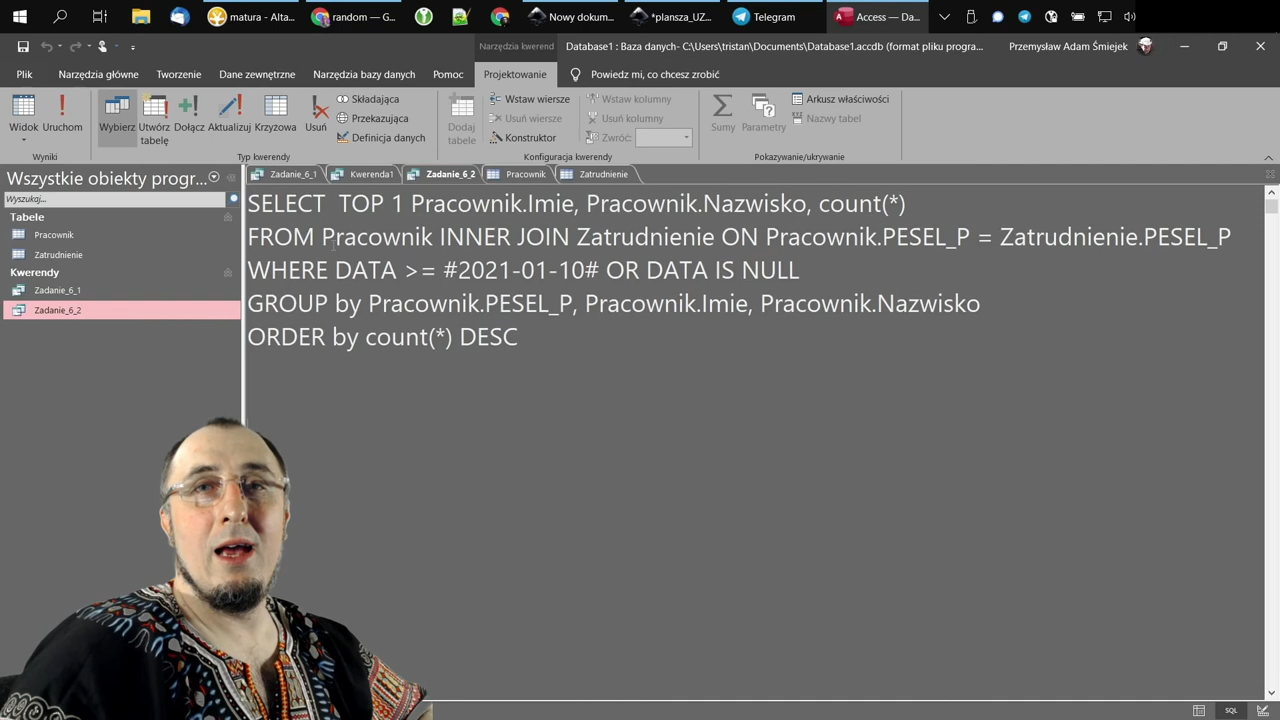 matura - Alta...
random — G...
Nowy dokum...
*plansza_UZ...
Telegram
Access — Da...
Narzędzia kwerend
Database1 : Baza danych- C:\Users\tristan\Documents\Database1.accdb (format pliku progra...
Przemysław Adam Śmiejek
Plik
Narzędzia główne
Tworzenie
Dane zewnętrzne
Narzędzia bazy danych
Pomoc
Projektowanie
Powiedz mi, co chcesz zrobić
Widok
Uruchom
Wyniki
Wybierz
Utwórz tabelę
Dołącz
Aktualizuj
Krzyżowa
Usuń
Składająca
Przekazująca
Definicja danych
Typ kwerendy
Dodaj tabele
Wstaw wiersze
Usuń wiersze
Konstruktor
Wstaw kolumny
Usuń kolumny
Zwróć:
Konfiguracja kwerendy
Sumy
Parametry
Arkusz właściwości
Nazwy tabel
Pokazywanie/ukrywanie
Wszystkie obiekty progr...
Wyszukaj...
Tabele
Pracownik
Zatrudnienie
Kwerendy
Zadanie_6_1
Zadanie_6_2
Zadanie_6_1
Kwerenda1
Zadanie_6_2
Pracownik
Zatrudnienie
SELECT TOP 1 Pracownik.Imie, Pracownik.Nazwisko, count(*)
FROM Pracownik INNER JOIN Zatrudnienie ON Pracownik.PESEL_P = Zatrudnienie.PESEL_P
WHERE DATA >= #2021-01-10# OR DATA IS NULL
GROUP by Pracownik.PESEL_P, Pracownik.Imie, Pracownik.Nazwisko
ORDER by count(*) DESC
SQL